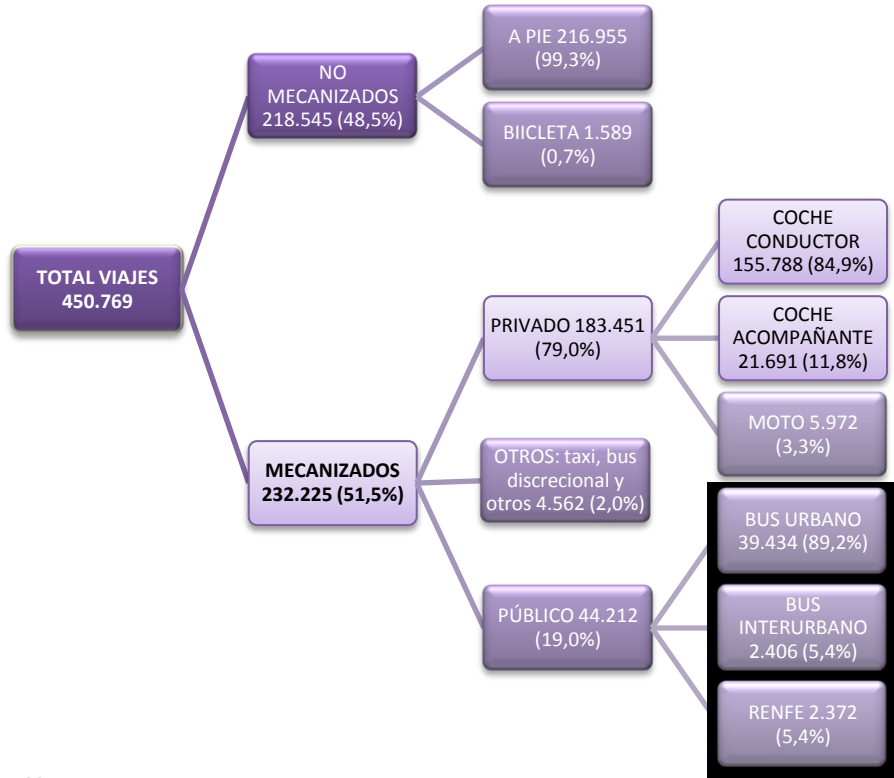 TOTAL VIAJES
450.769
NO
MECANIZADOS
218.545 (48,5%)
A PIE 216.955
(99,3%)
BIICLETA 1.589
(0,7%)
MECANIZADOS
232.225 (51,5%)
PRIVADO 183.451
(79,0%)
COCHE
CONDUCTOR
155.788 (84,9%)
COCHE
ACOMPAÑANTE
21.691 (11,8%)
MOTO 5.972
(3,3%)
OTROS: taxi, bus
discrecional y
otros 4.562 (2,0%)
PÚBLICO 44.212
(19,0%)
BUS URBANO
39.434 (89,2%)
BUS
INTERURBANO
2.406 (5,4%)
RENFE 2.372
(5,4%)